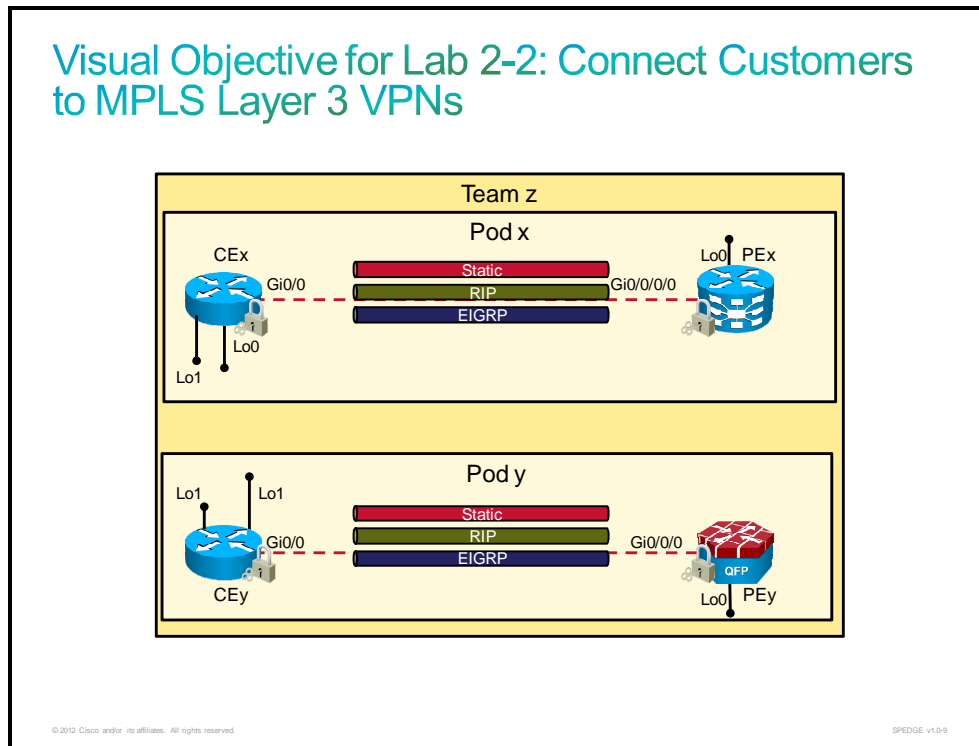 Visual Objective for Lab 2-2: Connect Customers
to MPLS Layer 3 VPNs
Team z
Pod x
CEx
Gi0/0
Lo0
Lo1
Static
RIP
EIGRP
Gi0/0/0/0
Lo0
PEx
Pod y
Lo1
Lo1
Gi0/0
CEy
Static
RIP
EIGRP
Gi0/0/0
QFP
Lo0
PEy
© 2012 Cisco and/or its affiliates. All rights reserved.
SPEDGE v1.0-9